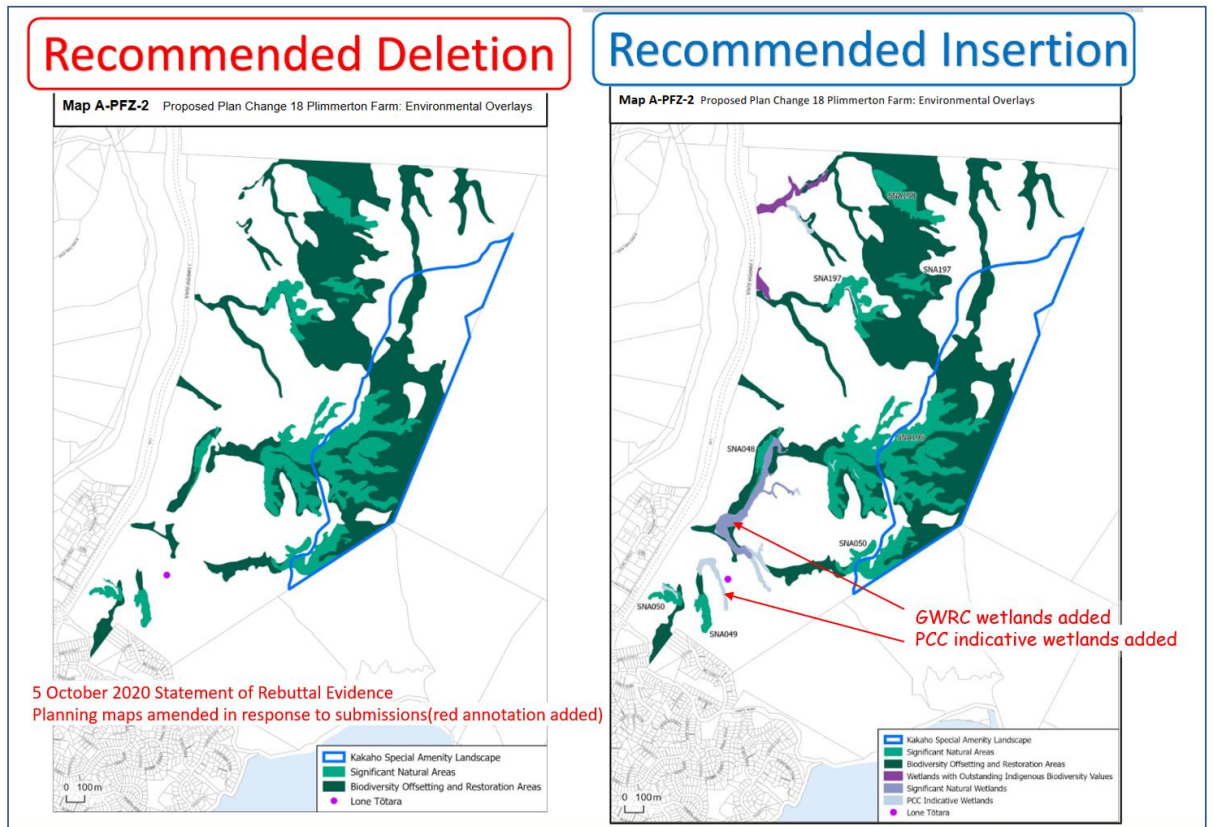 Recommended Deletion
Map A-PFZ-2 Proposed Plan Change 18 Plimmerton Farm: Environmental Overlays
SNA050
5 October 2020 Statement of Rebuttal Evidence
Planning maps amended in response to submissions(red annotation added)
Kakaho Special Amenity Landscape
Significant Natural Areas
Biodiversity Offsetting and Restoration Areas
Lone Tōtara
0 100m
Recommended Insertion
Map A-PFZ-2 Proposed Plan Change 18 Plimmerton Farm: Environmental Overlays
SNA198
SNA197
SNA197
SNA048
SNA050
SNA049
GWRC wetlands added
PCC indicative wetlands added
Kakaho Special Amenity Landscape
Significant Natural Areas
Biodiversity Offsetting and Restoration Areas
Wetlands with Outstanding Indigenous Biodiversity Values
Significant Natural Wetlands
PCC Indicative Wetlands
Lone Tōtara
0 100m